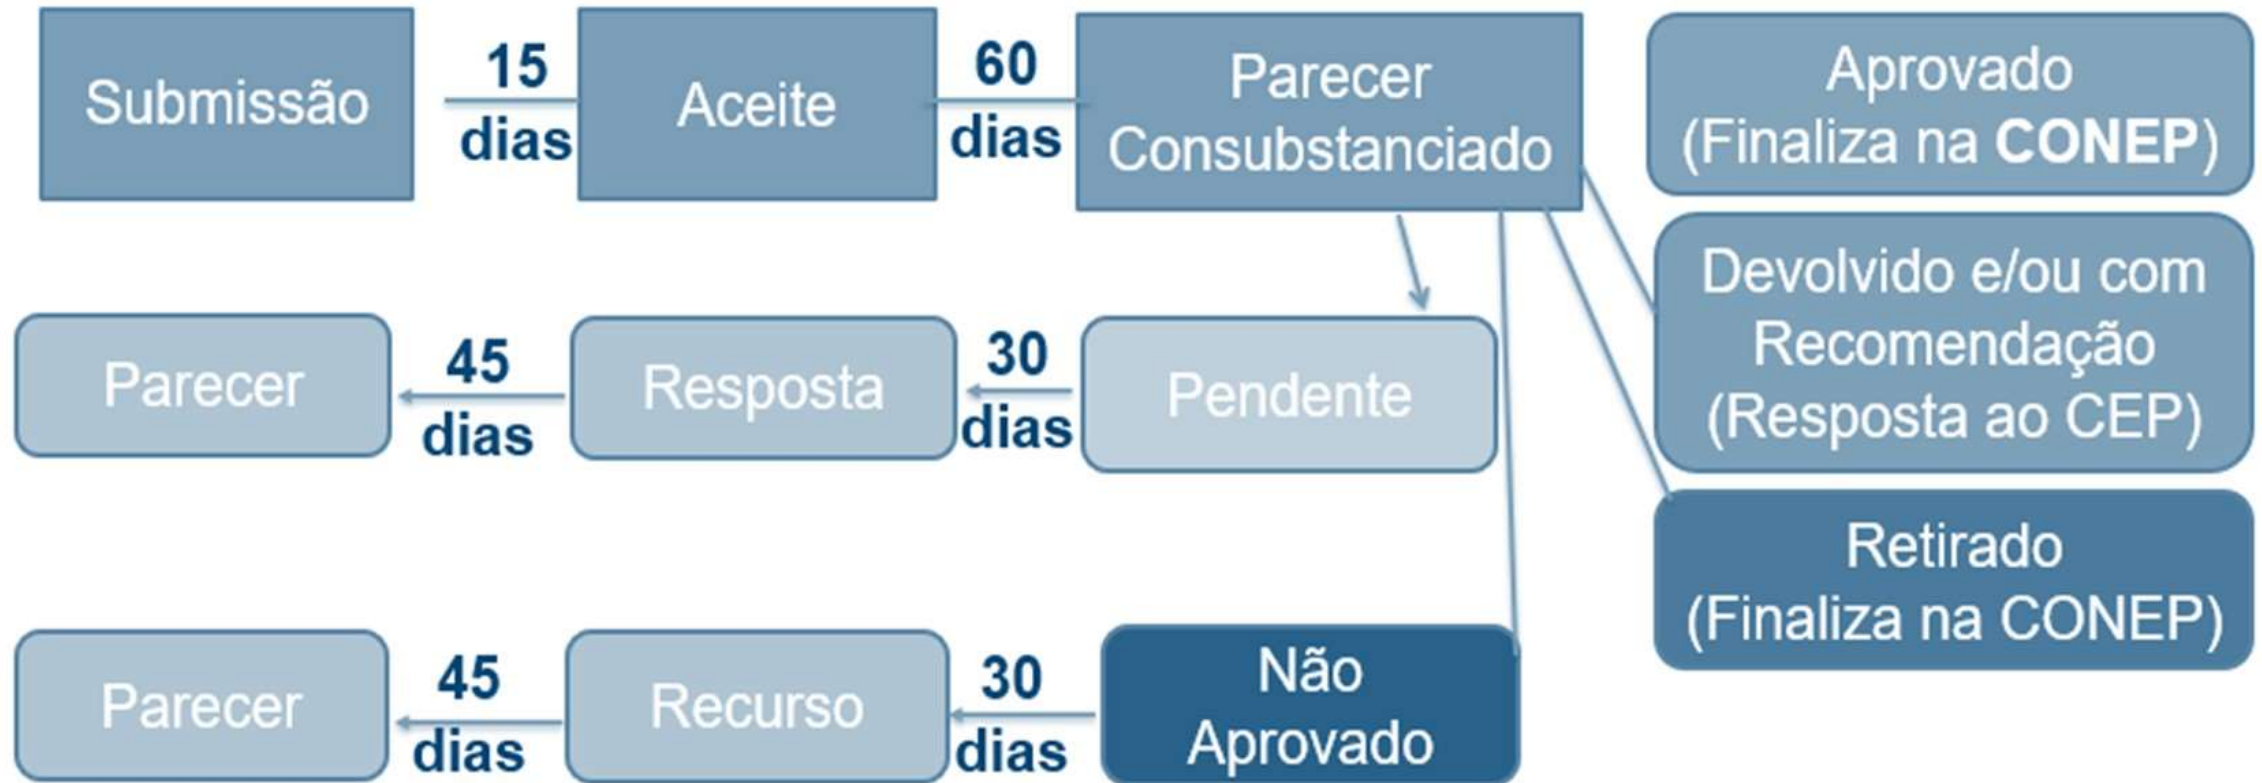 Submissão
15
dias
Aceite
60
dias
Parecer
Consubstanciado
Aprovado
(Finaliza na CONEP)
Devolvido e/ou com
Recomendação
(Resposta ao CEP)
Retirado
(Finaliza na CONEP)
Pendente
30
dias
Resposta
45
dias
Parecer
Não
Aprovado
30
dias
Recurso
45
dias
Parecer